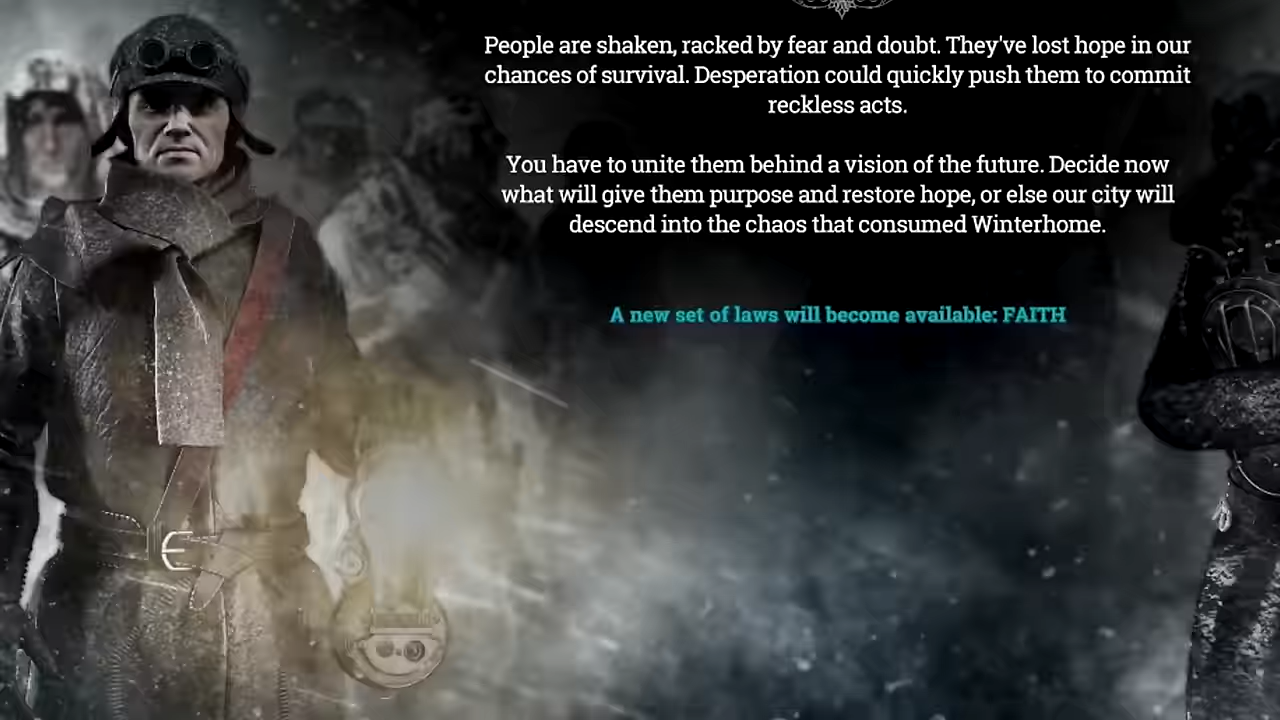 People are shaken, racked by fear and doubt. They've lost hope in our
chances of survival. Desperation could quickly push them to commit
reckless acts.
You have to unite them behind a vision of the future. Decide now
what will give them purpose and restore hope, or else our city will
descend into the chaos that consumed Winterhome.
A new set of laws will become available: FAITH